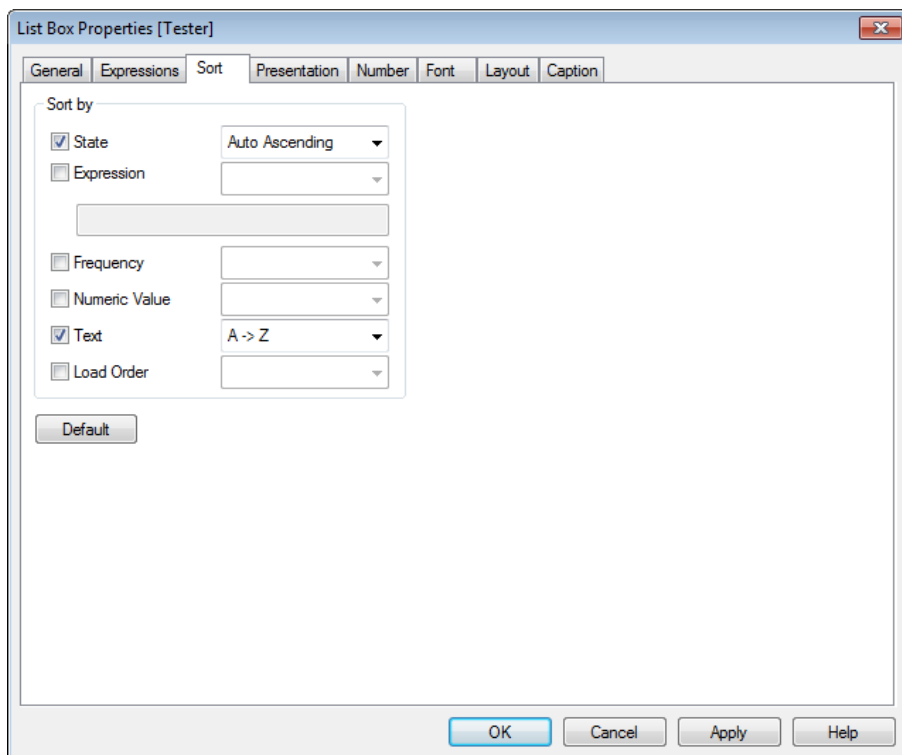 List Box Properties [Tester]
General Expressions Sort Presentation Number Font Layout Caption
Sort by
State Auto Ascending
Expression
Frequency
Numeric Value
Text A -> Z
Load Order
Default
OK Cancel Apply Help